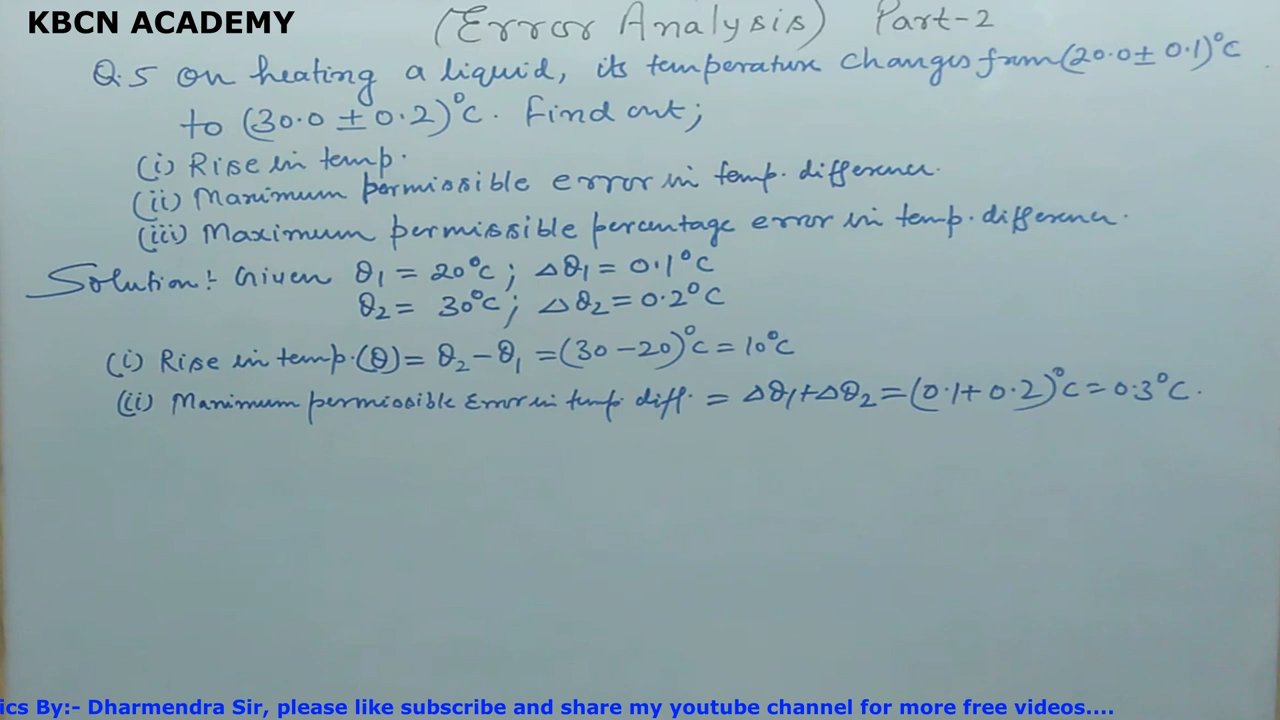 KBCN ACADEMY
(Error Analysis) Part-2
Q.5 On heating a liquid, its temperature changes from (20.0 ± 0.1)°C
to (30.0 ± 0.2)°C. Find out;
(i) Rise in temp.
(ii) Maximum permissible error in temp. difference.
(iii) Maximum permissible percentage error in temp. difference.
Solution:- Given θ₁ = 20°C ; Δθ₁ = 0.1°C
θ₂ = 30°C ; Δθ₂ = 0.2°C
(i) Rise in temp.(θ) = θ₂ - θ₁ = (30 - 20)°C = 10°C
(ii) Maximum permissible Error in temp. diff. = Δθ₁ + Δθ₂ = (0.1 + 0.2)°C = 0.3°C.
ics By:- Dharmendra Sir, please like subscribe and share my youtube channel for more free videos....